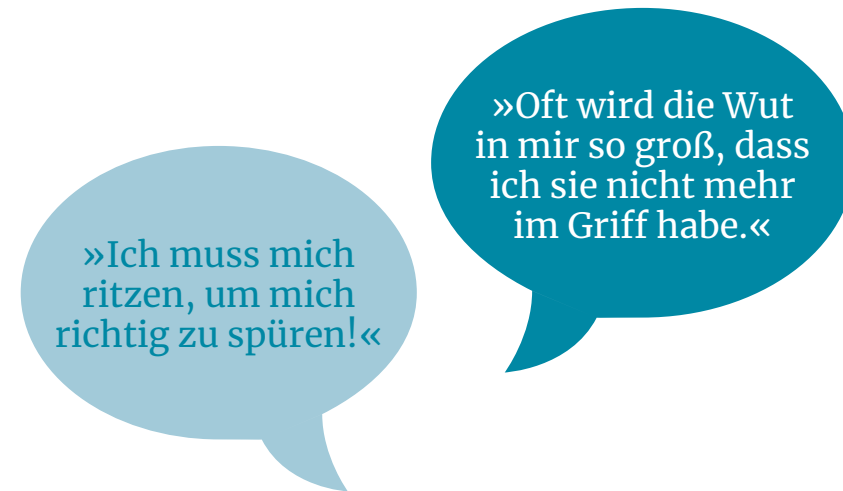 »Oft wird die Wut
in mir so groß, dass
ich sie nicht mehr
im Griff habe.«
»Ich muss mich
ritzen, um mich
richtig zu spüren!«